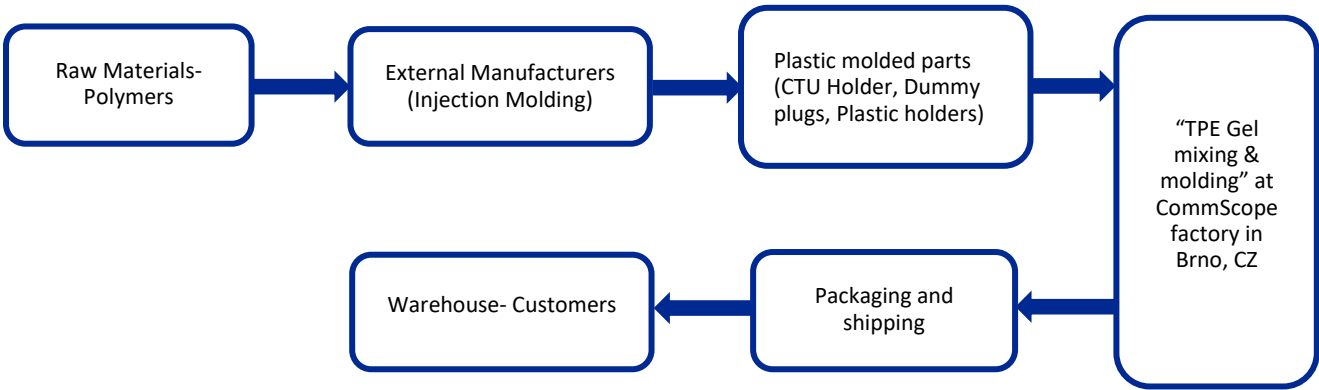 Raw Materials-
Polymers
External Manufacturers
(Injection Molding)
Plastic molded parts
(CTU Holder, Dummy
plugs, Plastic holders)
“TPE Gel
mixing &
molding” at
CommScope
factory in
Brno, CZ
Packaging and
shipping
Warehouse- Customers